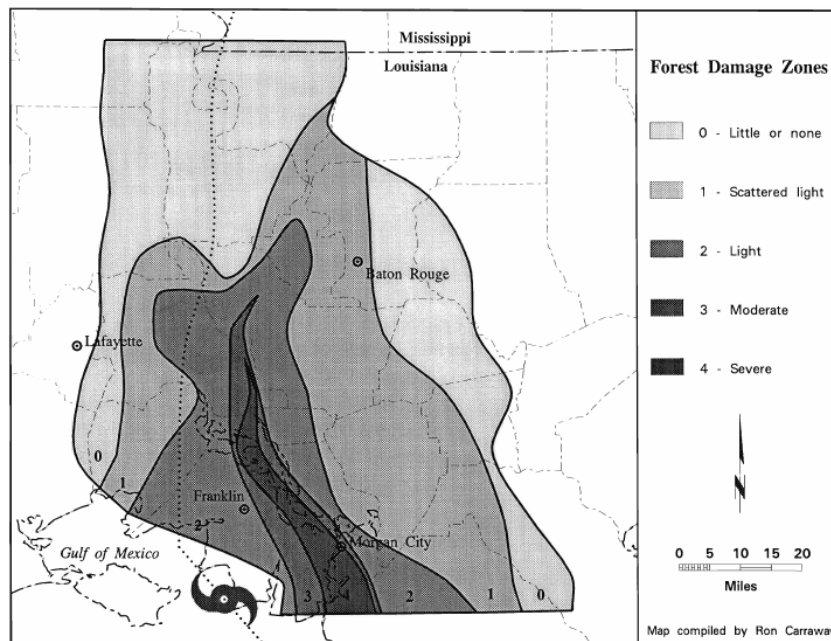 Mississippi
Louisiana
Baton Rouge
Lafayette
0
1
Franklin
2
Morgan City
Gulf of Mexico
3
4
2
1
0
Forest Damage Zones
0 - Little or none
1 - Scattered light
2 - Light
3 - Moderate
4 - Severe
N
0 5 10 20
Miles
Map compiled by Ron Carraway